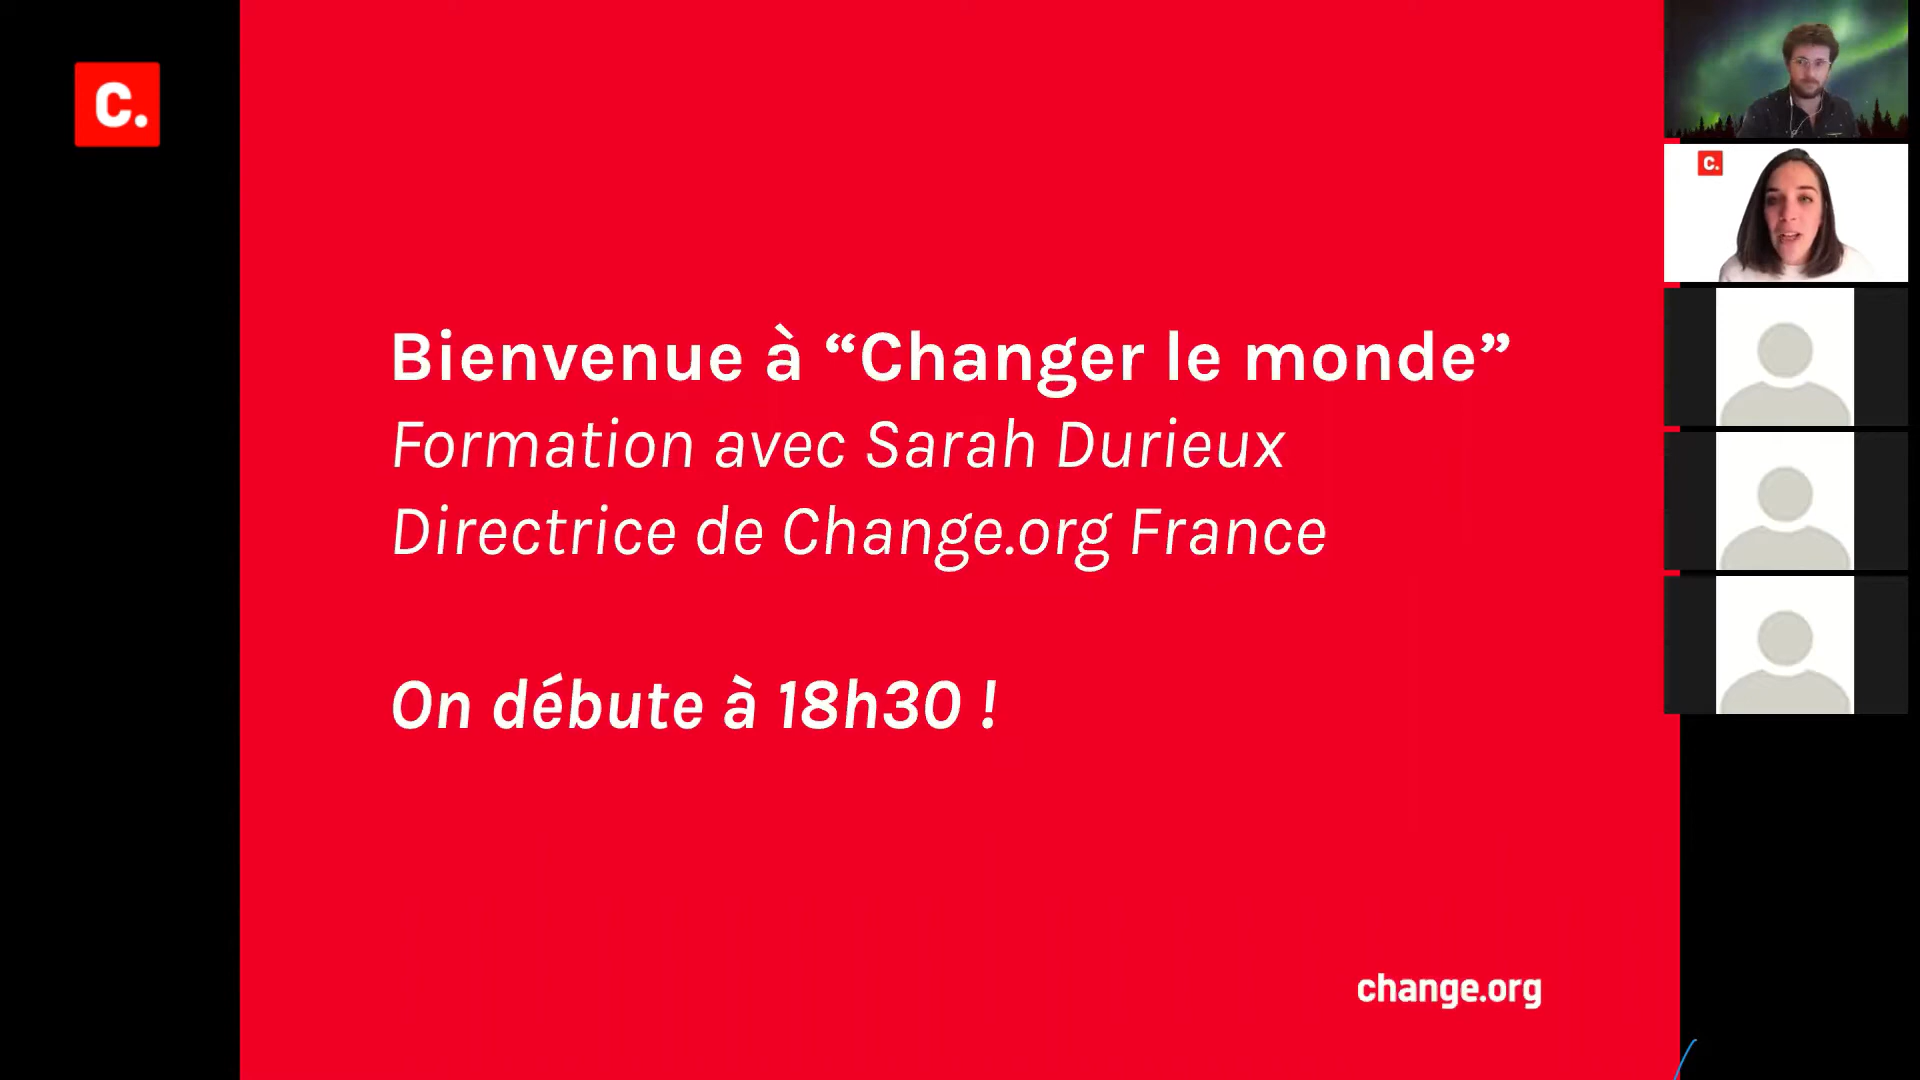 C.
Bienvenue à “Changer le monde”
Formation avec Sarah Durieux
Directrice de Change.org France
On débute à 18h30 !
change.org
C.